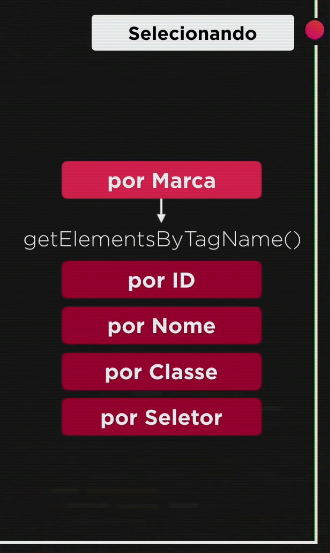 Selecionando
por Marca
getElementsByTagName()
por ID
por Nome
por Classe
por Seletor